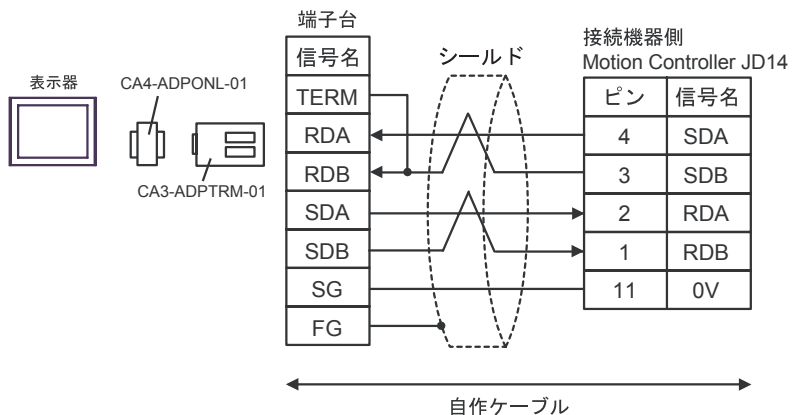 端子台
信号名
TERM
RDA
RDB
SDA
SDB
SG
FG
シールド
接続機器側
Motion Controller JD14
ピン 信号名
4 SDA
3 SDB
2 RDA
1 RDB
11 0V
表示器
CA4-ADPONL-01
CA3-ADPTRM-01
自作ケーブル